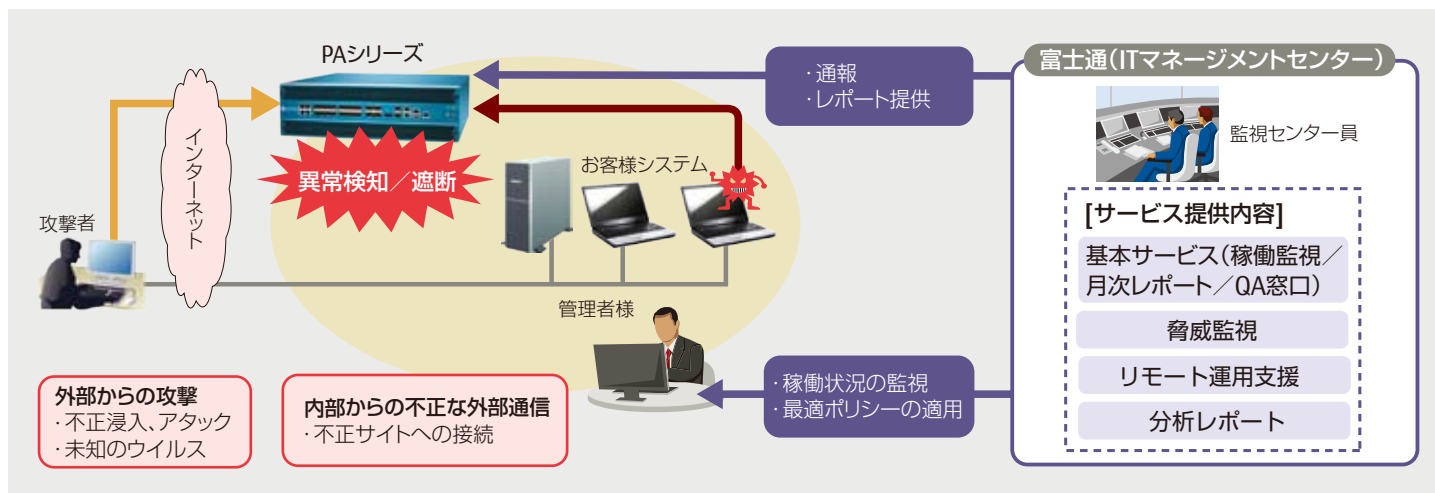 PAシリーズ
・通報
・レポート提供
富士通(ITマネージメントセンター)
監視センター員
インターネット
異常検知／遮断
お客様システム
攻撃者
[サービス提供内容]
基本サービス(稼働監視／
月次レポート／QA窓口)
脅威監視
リモート運用支援
分析レポート
管理者様
・稼働状況の監視
・最適ポリシーの適用
外部からの攻撃
・不正浸入、アタック
・未知のウイルス
内部からの不正な外部通信
・不正サイトへの接続